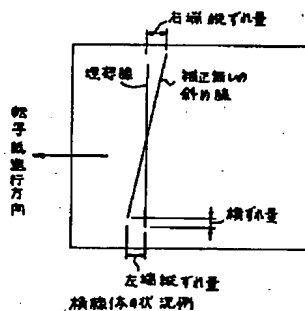 右端縦ずれ量
理想線
補正無しの
斜め線
転写紙進行方向
横ずれ量
左端縦ずれ量
横線体の状況例